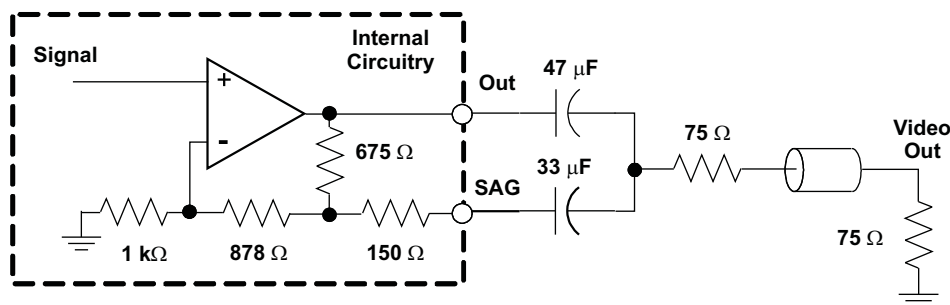 Internal
Circuitry
Signal
Out
47 μF
+
-
675 Ω
75 Ω
Video
Out
SAG
33 μF
1 kΩ
878 Ω
150 Ω
75 Ω